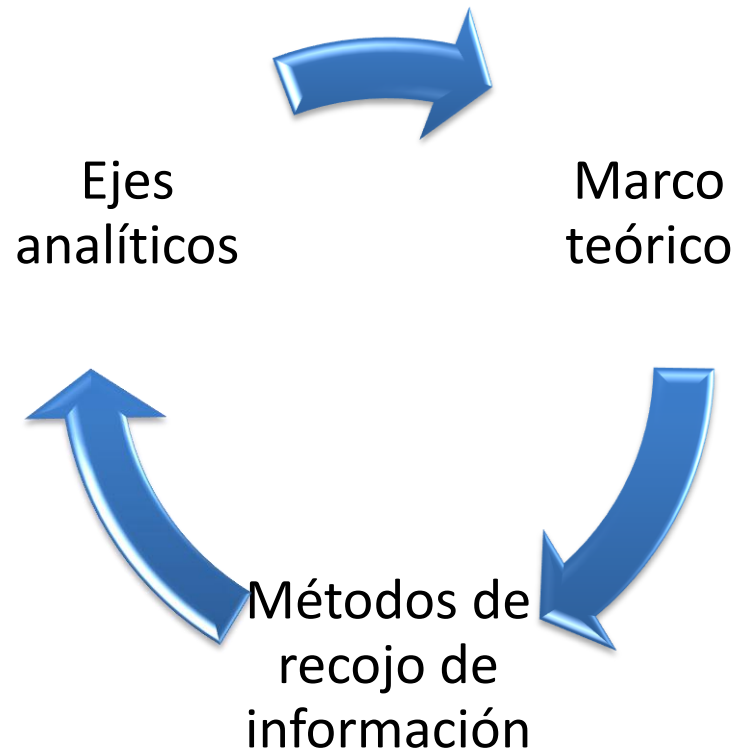 Ejes
analíticos
Marco
teórico
Métodos de
recojo de
información